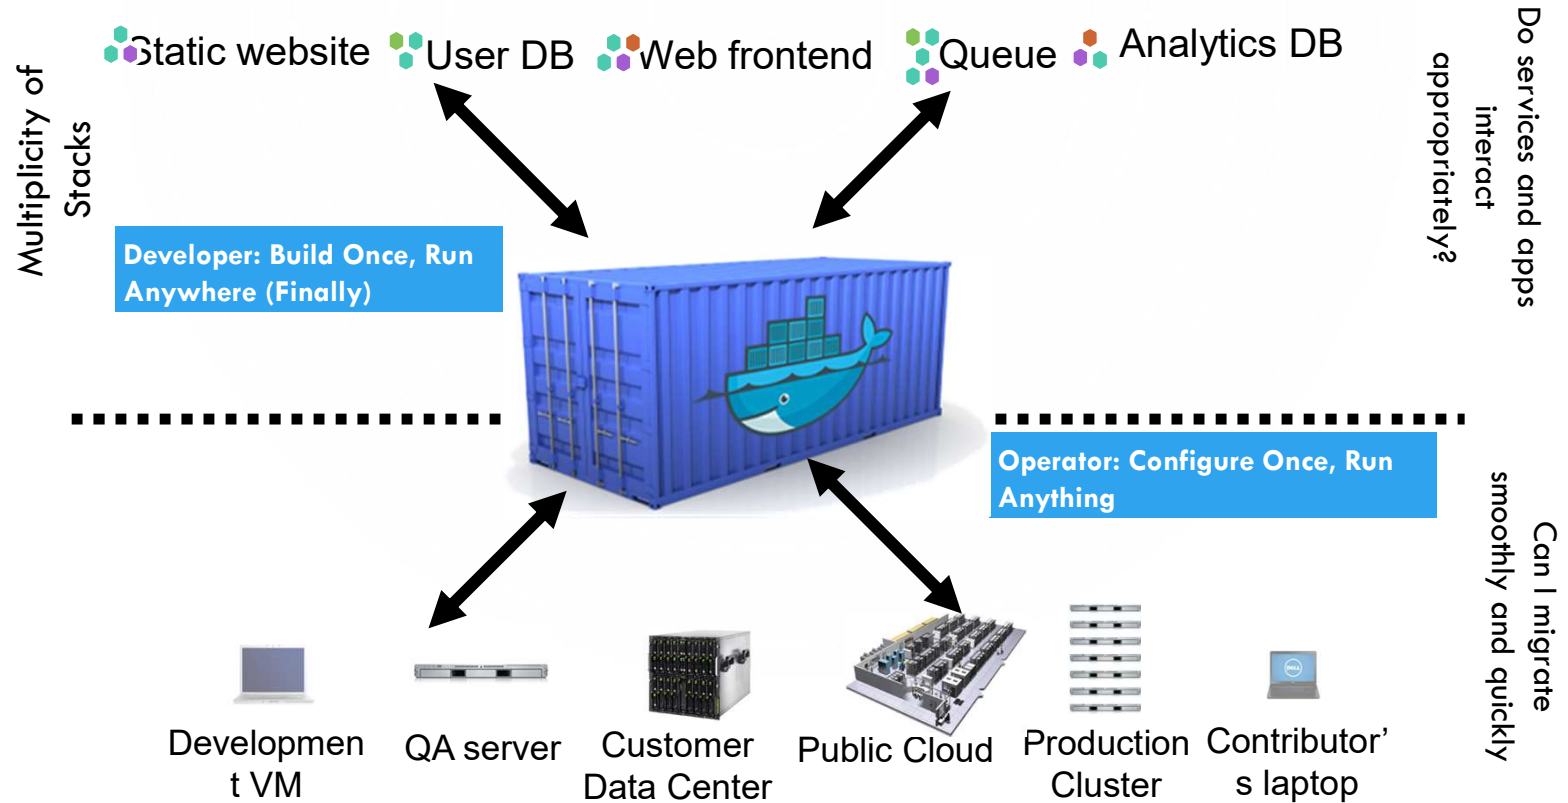 Static website
User DB
Web frontend
Queue
Analytics DB
Multiplicity of
Stacks
Do services and apps
interact
appropriately?
Developer: Build Once, Run
Anywhere (Finally)
Operator: Configure Once, Run
Anything
Can I migrate
smoothly and quickly
DELL
Developmen
t VM
QA server
Customer
Data Center
Public Cloud
Production
Cluster
Contributor’
s laptop